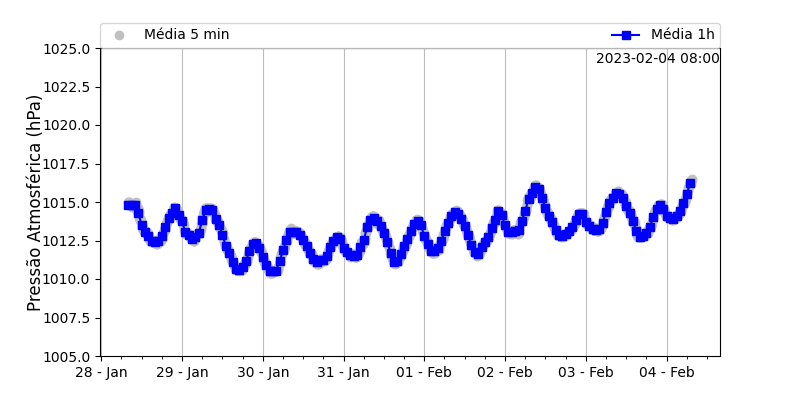 Média 5 min
Média 1h
2023-02-04 08:00
Pressão Atmosférica (hPa)
1025.0
1022.5
1020.0
1017.5
1015.0
1012.5
1010.0
1007.5
1005.0
28 - Jan
29 - Jan
30 - Jan
31 - Jan
01 - Feb
02 - Feb
03 - Feb
04 - Feb